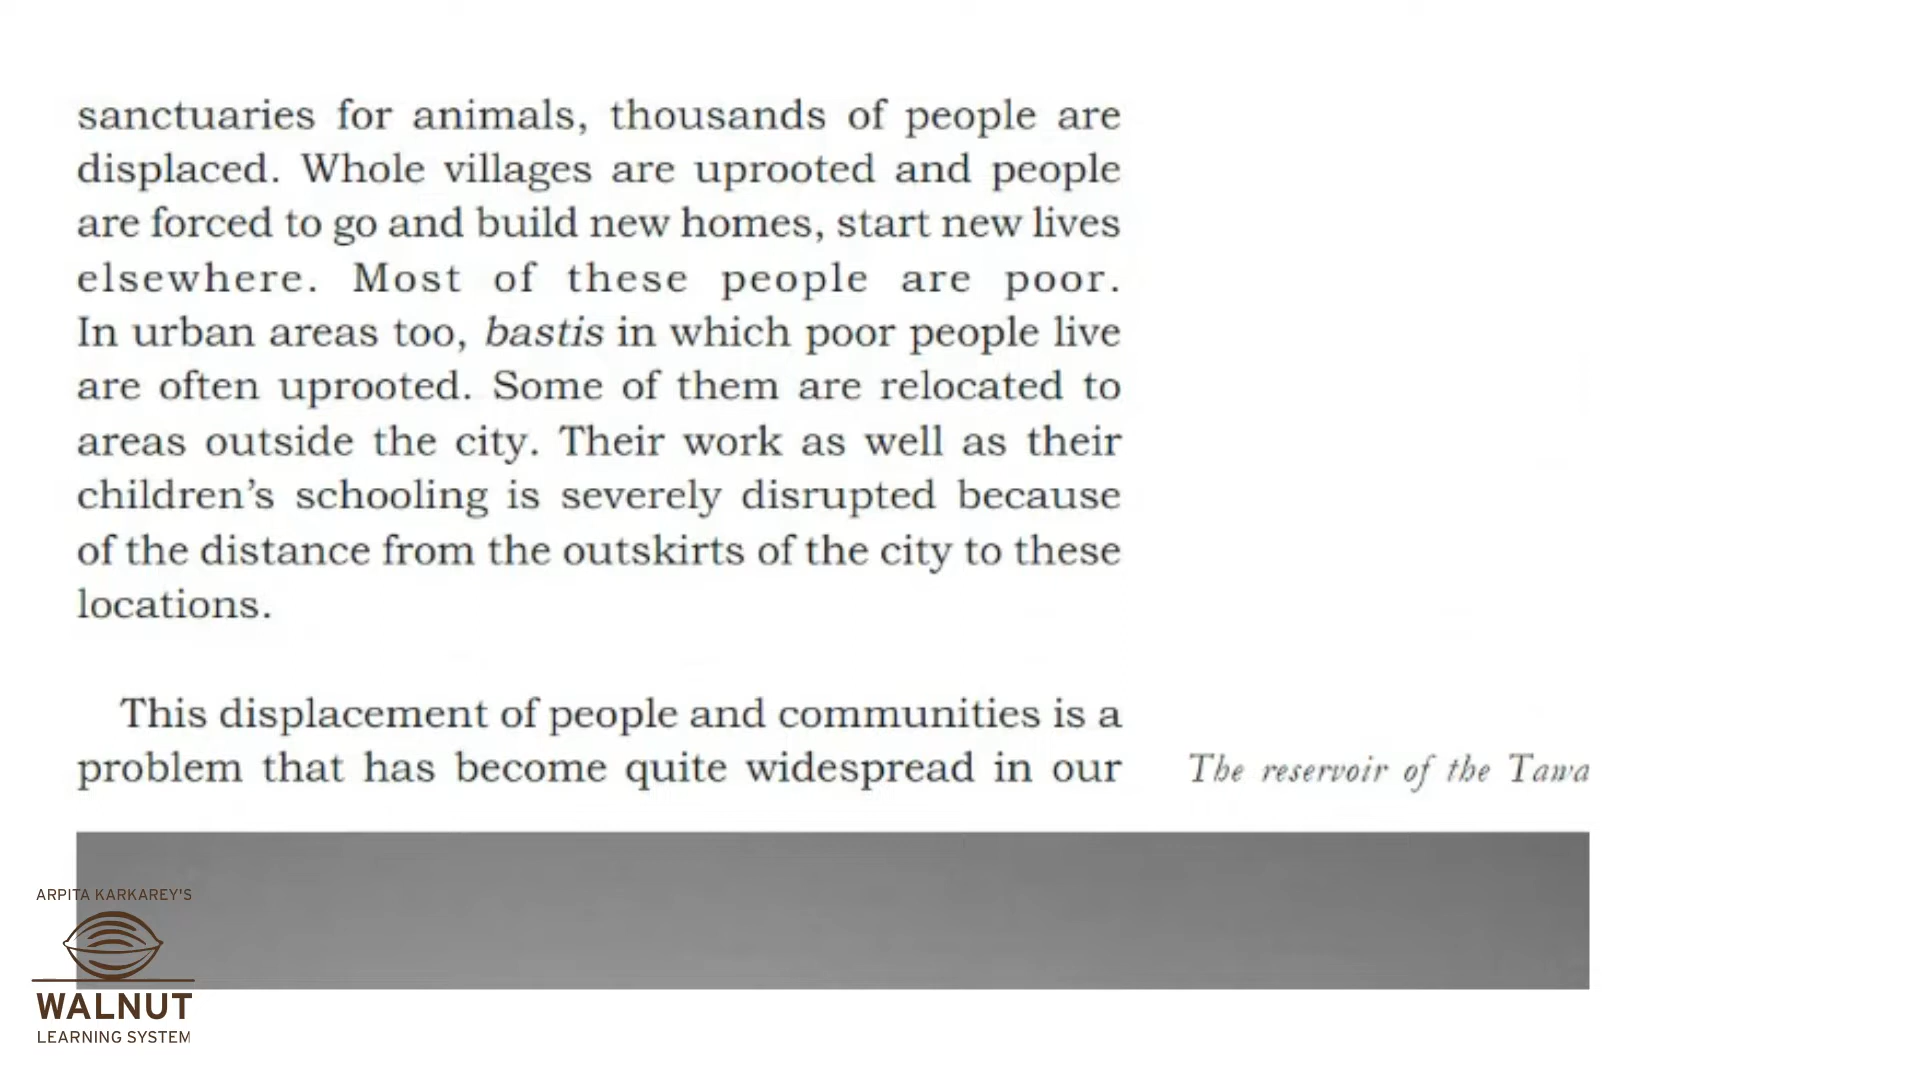 sanctuaries for animals, thousands of people are
displaced. Whole villages are uprooted and people
are forced to go and build new homes, start new lives
elsewhere. Most of these people are poor.
In urban areas too, bastis in which poor people live
are often uprooted. Some of them are relocated to
areas outside the city. Their work as well as their
children’s schooling is severely disrupted because
of the distance from the outskirts of the city to these
locations.
This displacement of people and communities is a
problem that has become quite widespread in our
The reservoir of the Tawa
ARPITA KARKAREY'S
WALNUT
LEARNING SYSTEM